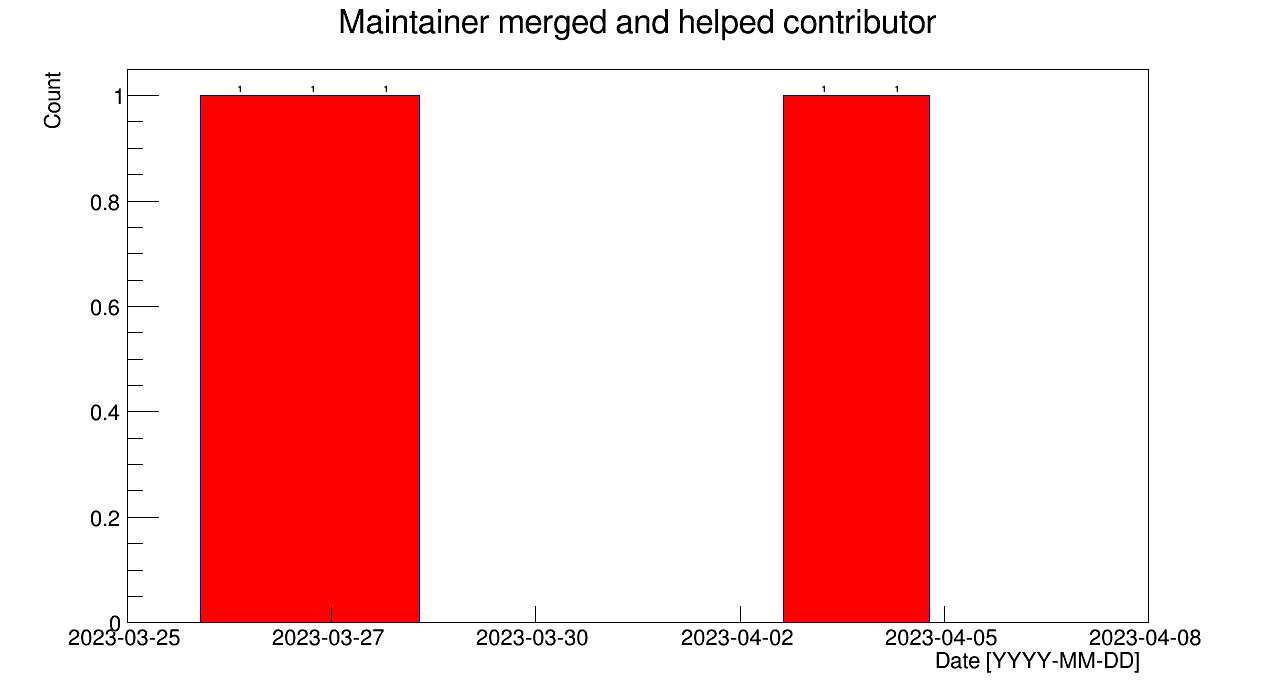 Maintainer merged and helped contributor
Count
1 1 1 1 1
1
0.8
0.6
0.4
0.2
0
2023-03-25 2023-03-27 2023-03-30 2023-04-02 2023-04-05 2023-04-08
Date [YYYY-MM-DD]